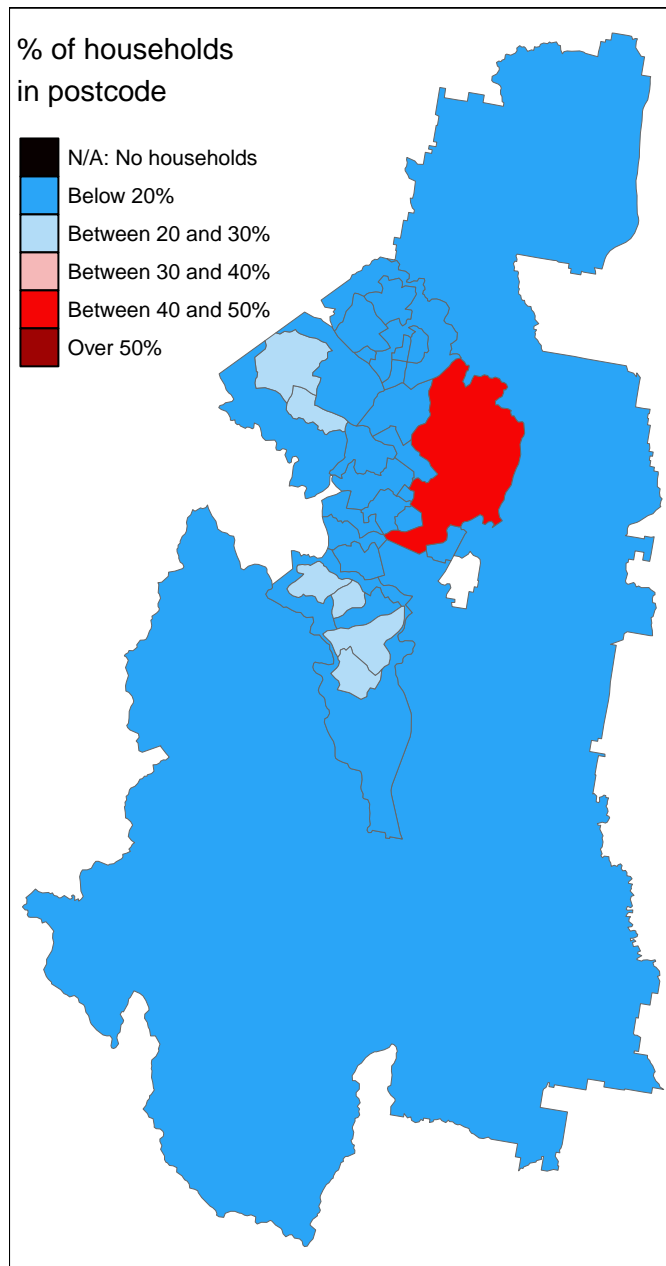 % of households
in postcode
N/A: No households
Below 20%
Between 20 and 30%
Between 30 and 40%
Between 40 and 50%
Over 50%